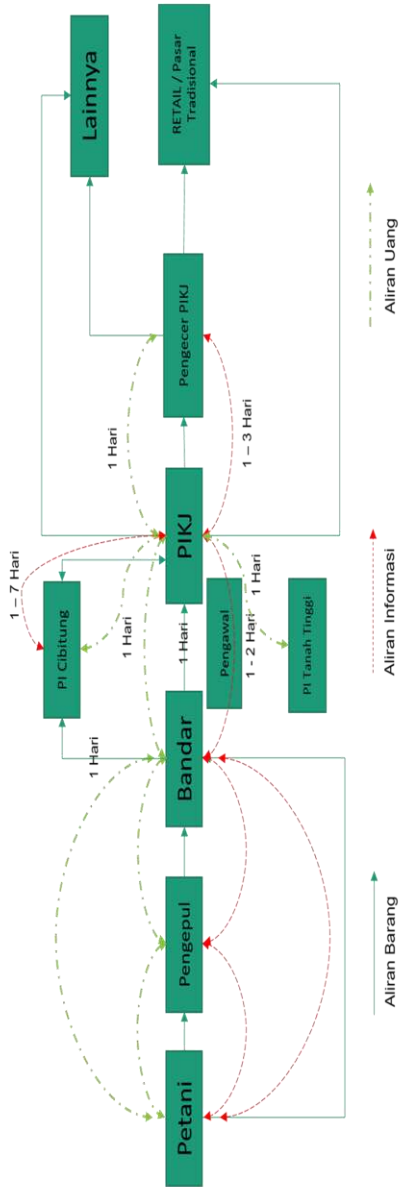 Petani
Pengepul
Bandar
PIKJ
Pengecer PIKJ
RETAIL / Pasar
Tradisional
Lainnya
PI Cibitung
Pengawal
PI Tanah Tinggi
1 Hari
1 – 7 Hari
1 Hari
1 Hari
1 Hari
1 - 2 Hari
1 Hari
1 – 3 Hari
Aliran Barang
Aliran Informasi
Aliran Uang